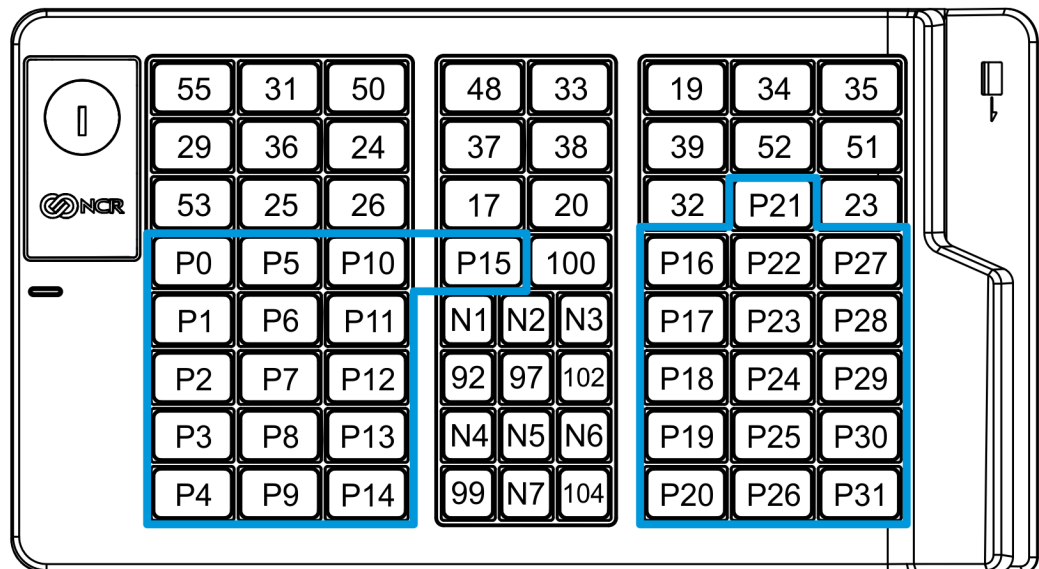 55 31 50 48 33 19 34 35
29 36 24 37 38 39 52 51
NCR 53 25 26 17 20 32 P21 23
P0 P5 P10 P15 100 P16 P22 P27
P1 P6 P11 N1 N2 N3 P17 P23 P28
P2 P7 P12 92 97 102 P18 P24 P29
P3 P8 P13 N4 N5 N6 P19 P25 P30
P4 P9 P14 99 N7 104 P20 P26 P31